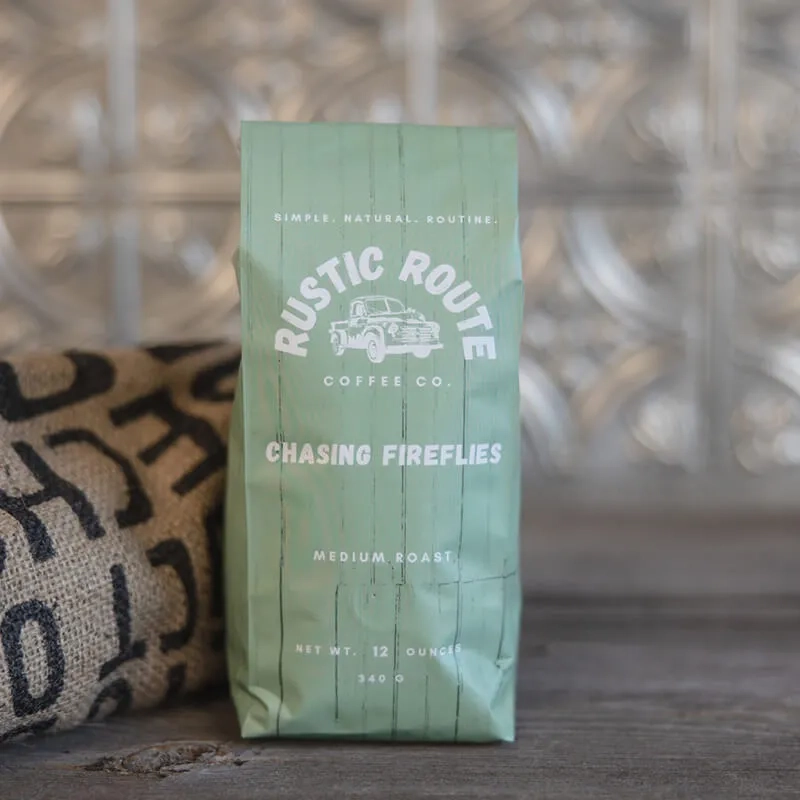 SIMPLE. NATURAL. ROUTINE.
RUSTIC ROUTE
COFFEE CO.
CHASING FIREFLIES
MEDIUM ROAST
NET WT. 12 OUNCES
340 G